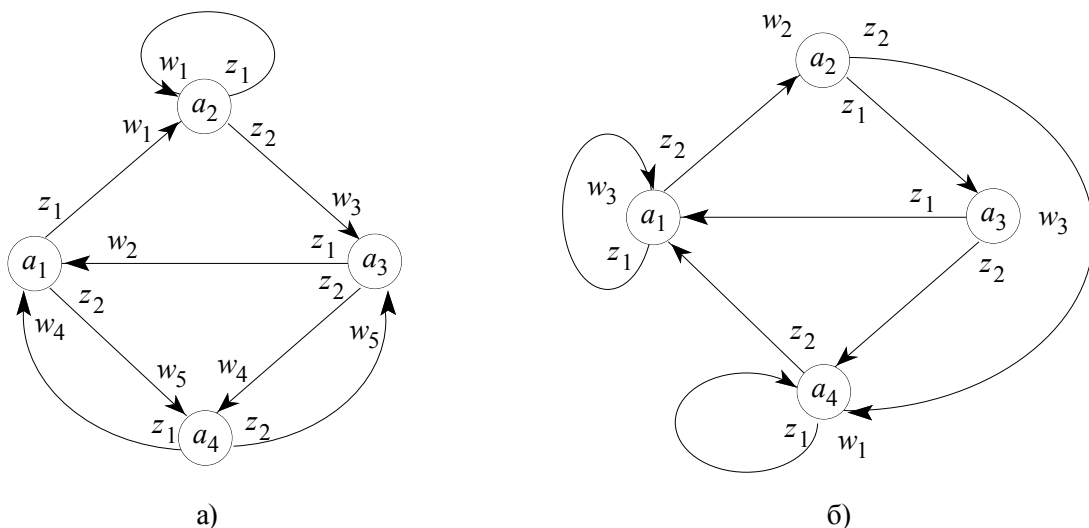 w1 z1
a2
w1 z2
z1 w3
a1 w2 z1 a3
z2 z2
w4 w5
w5 w4
z1 a4 z2
а)
w2 z2
a2
z1
z2
w3
a1 z1 a3 w3
z1 z2
z2
a4
z1 w1
б)